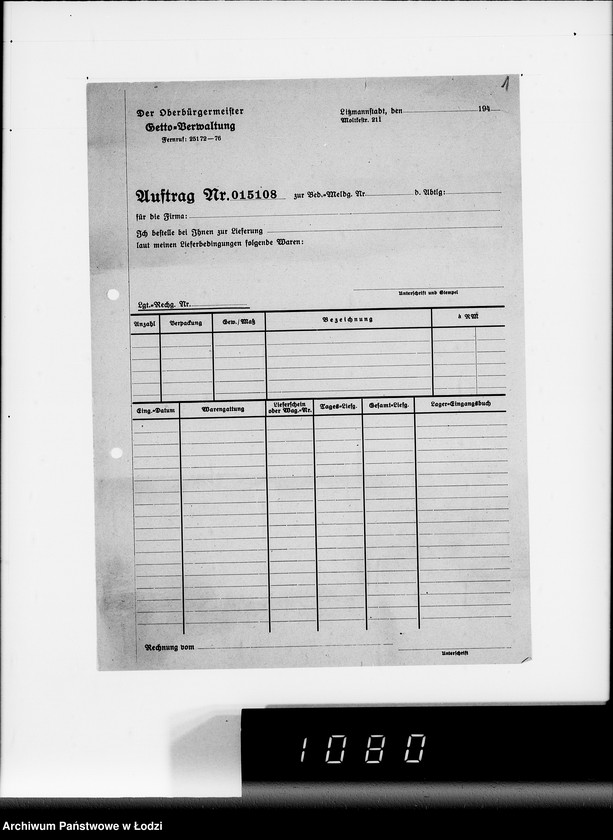 1
Der Oberbürgermeister
Getto-Verwaltung
Fernruf: 25172—76
Litzmannstadt, den 194
Moltkestr. 211
Auftrag Nr. 015108 zur Bed.-Meldg. Nr. d. Abtlg:
für die Firma:
Ich bestelle bei Ihnen zur Lieferung
laut meinen Lieferbedingungen folgende Waren:
Unterschrift und Stempel
Lgt.-Rechg. Nr.
Anzahl Verpackung Gew./Maß Bezeichnung à RM
Eing.-Datum Warengattung Lieferschein oder Wag.-Nr. Tages-Liefg. Gesamt-Liefg. Lager-Eingangsbuch
Rechnung vom
Unterschrift
1080
Archiwum Państwowe w Łodzi